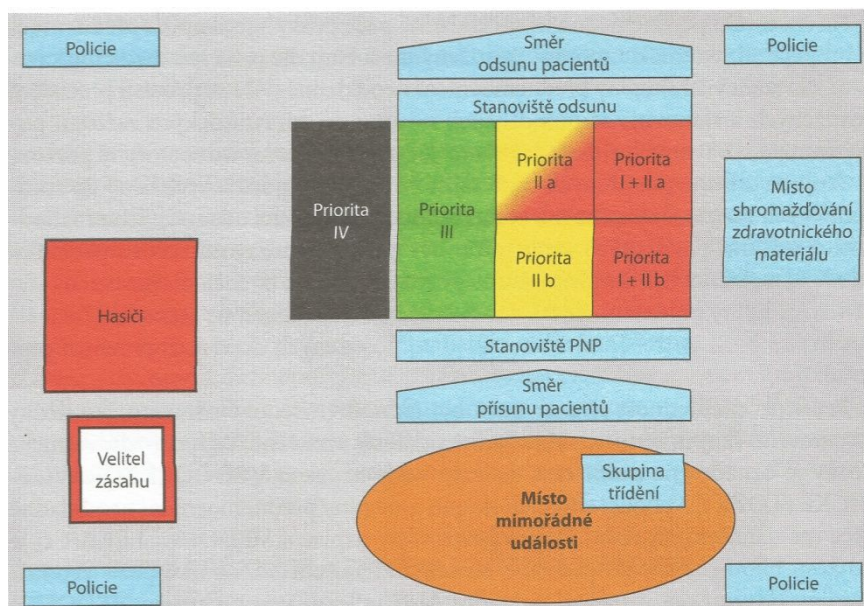 Policie
Směr
odsunu pacientů
Policie
Stanoviště odsunu
Priorita
IV
Priorita
III
Priorita
II a
Priorita
I + II a
Místo
shromažďování
zdravotnického
materiálu
Priorita
II b
Priorita
I + II b
Hasiči
Stanoviště PNP
Směr
přísunu pacientů
Velitel
zásahu
Skupina
třídění
Místo
mimořádné
události
Policie
Policie